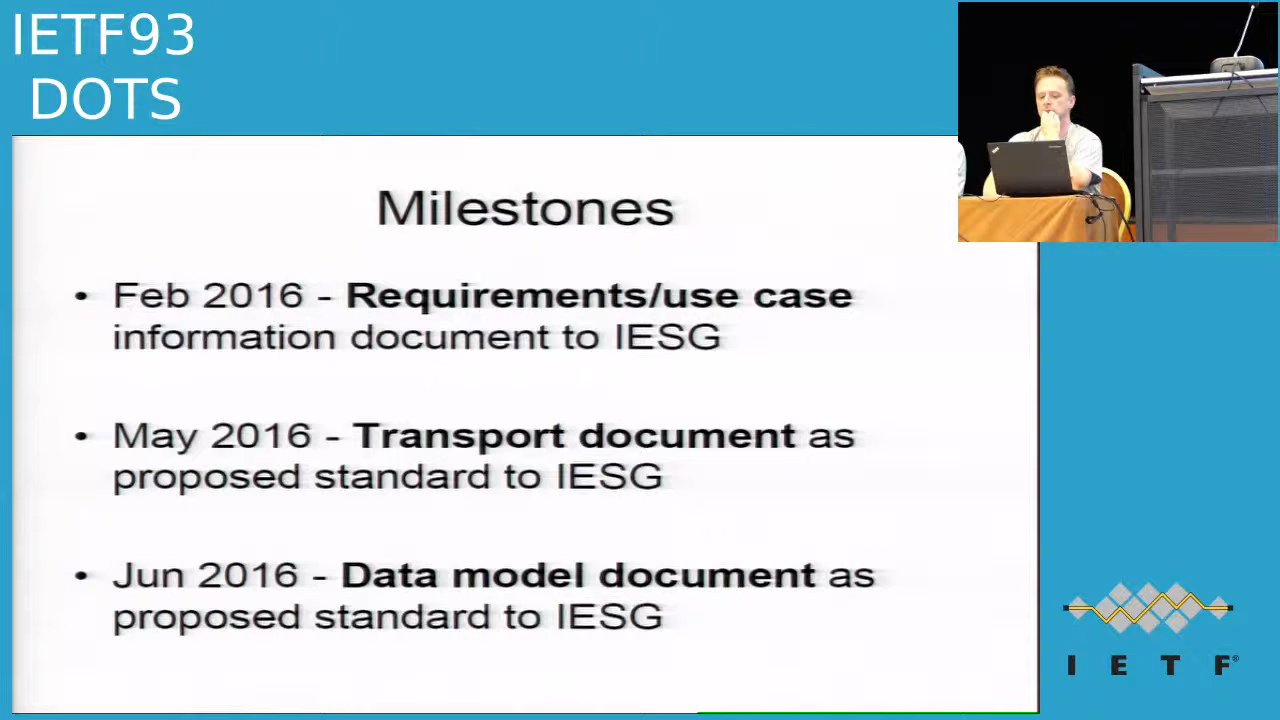 IETF93
DOTS
Milestones
• Feb 2016 - Requirements/use case
information document to IESG
• May 2016 - Transport document as
proposed standard to IESG
• Jun 2016 - Data model document as
proposed standard to IESG
I E T F®